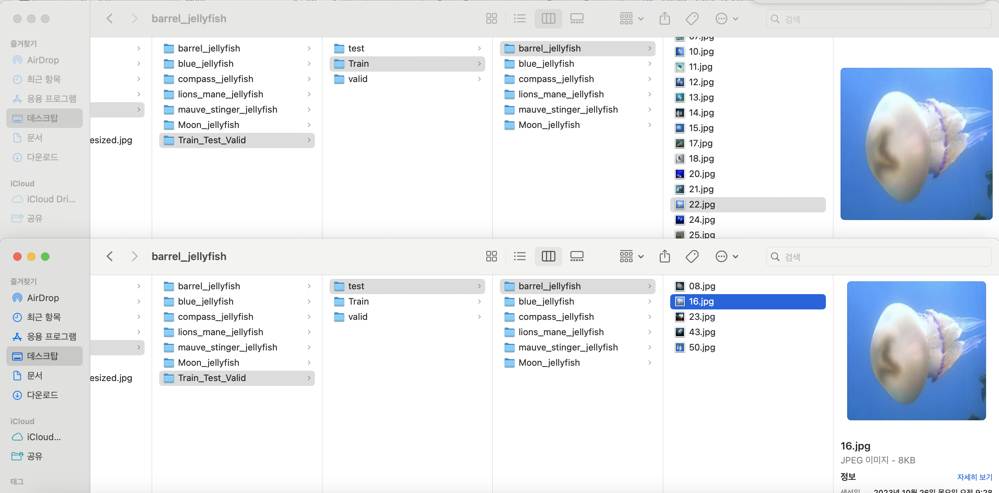 barrel_jellyfish
검색
즐겨찾기
AirDrop
최근 항목
응용 프로그램
데스크탑
문서
다운로드
iCloud
iCloud Dri...
공유
esized.jpg
barrel_jellyfish
blue_jellyfish
compass_jellyfish
lions_mane_jellyfish
mauve_stinger_jellyfish
Moon_jellyfish
Train_Test_Valid
test
Train
valid
barrel_jellyfish
blue_jellyfish
compass_jellyfish
lions_mane_jellyfish
mauve_stinger_jellyfish
Moon_jellyfish
07.jpg
10.jpg
11.jpg
12.jpg
13.jpg
14.jpg
15.jpg
17.jpg
18.jpg
20.jpg
21.jpg
22.jpg
24.jpg
25.jpg
barrel_jellyfish
검색
즐겨찾기
AirDrop
최근 항목
응용 프로그램
데스크탑
문서
다운로드
iCloud
iCloud...
공유
태그
esized.jpg
barrel_jellyfish
blue_jellyfish
compass_jellyfish
lions_mane_jellyfish
mauve_stinger_jellyfish
Moon_jellyfish
Train_Test_Valid
test
Train
valid
barrel_jellyfish
blue_jellyfish
compass_jellyfish
lions_mane_jellyfish
mauve_stinger_jellyfish
Moon_jellyfish
08.jpg
16.jpg
23.jpg
43.jpg
50.jpg
16.jpg
JPEG 이미지 - 8KB
정보 자세히 보기
생성일 2023년 10월 26일 목요일 오전 9:28